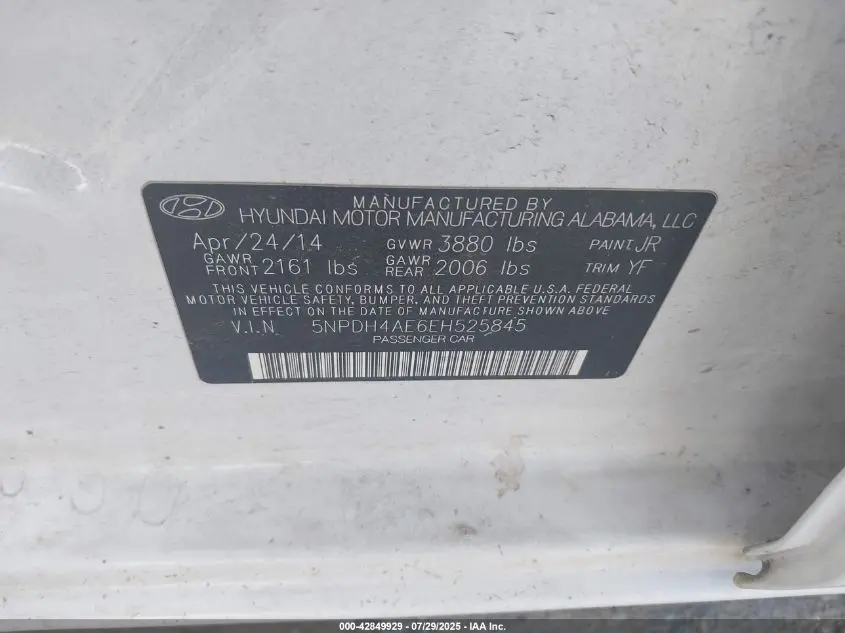 MANUFACTURED BY
HYUNDAI MOTOR MANUFACTURING ALABAMA, LLC
Apr/24/14 GVWR 3880 lbs PAINT JR
GAWR FRONT 2161 lbs GAWR REAR 2006 lbs TRIM YF
THIS VEHICLE CONFORMS TO ALL APPLICABLE U.S.A. FEDERAL
MOTOR VEHICLE SAFETY, BUMPER, AND THEFT PREVENTION STANDARDS
IN EFFECT ON THE DATE OF MANUFACTURE SHOWN ABOVE
V.I.N 5NPDH4AE6EH525845
PASSENGER CAR
000-42849929 - 07/29/2025 - IAA Inc.